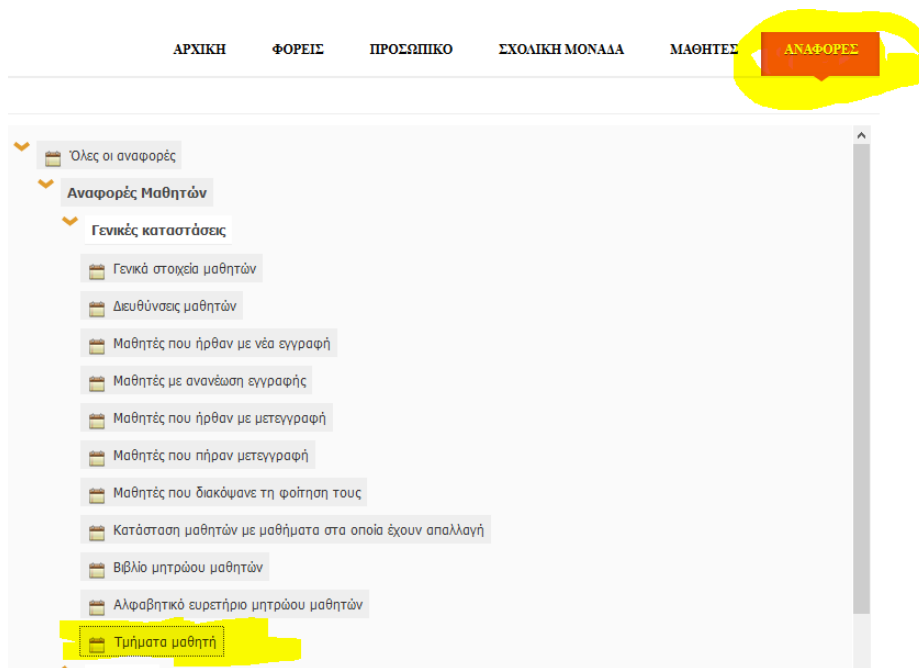 ΑΡΧΙΚΗ ΦΟΡΕΙΣ ΠΡΟΣΩΠΙΚΟ ΣΧΟΛΙΚΗ ΜΟΝΑΔΑ ΜΑΘΗΤΕΣ ΑΝΑΦΟΡΕΣ
Όλες οι αναφορές
Αναφορές Μαθητών
Γενικές καταστάσεις
Γενικά στοιχεία μαθητών
Διευθύνσεις μαθητών
Μαθητές που ήρθαν με νέα εγγραφή
Μαθητές με ανανέωση εγγραφής
Μαθητές που ήρθαν με μετεγγραφή
Μαθητές που πήραν μετεγγραφή
Μαθητές που διακόψανε τη φοίτηση τους
Κατάσταση μαθητών με μαθήματα στα οποία έχουν απαλλαγή
Βιβλίο μητρώου μαθητών
Αλφαβητικό ευρετήριο μητρώου μαθητών
Τμήματα μαθητή